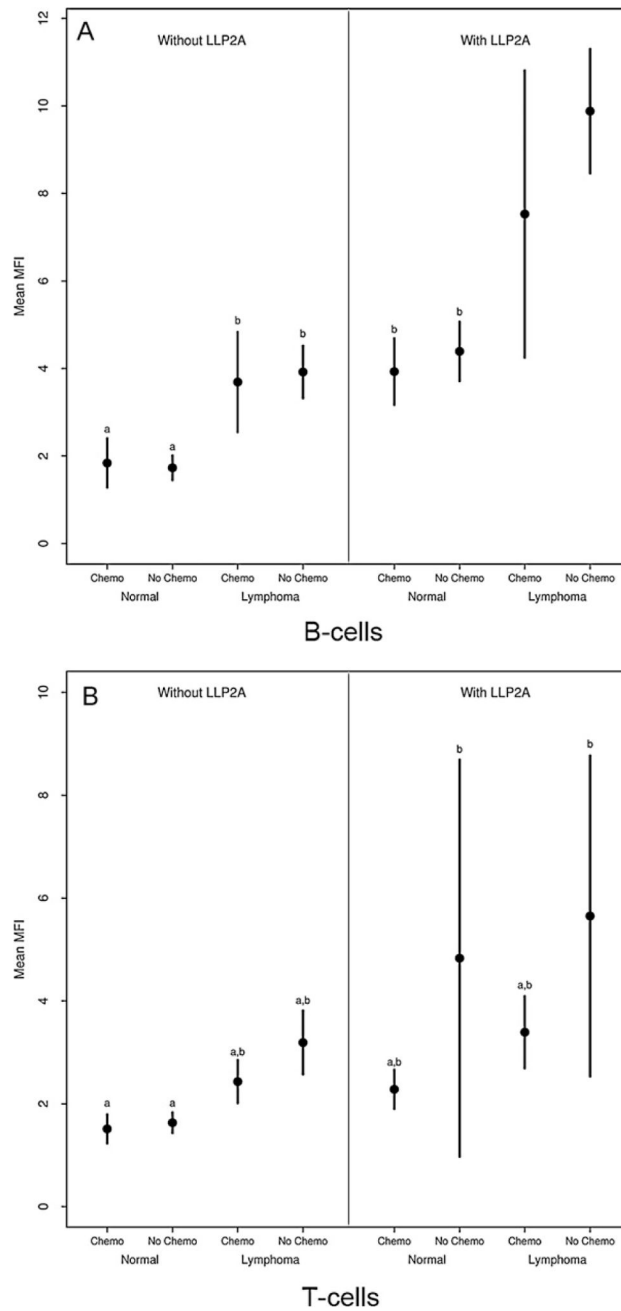 A
Without LLP2A
With LLP2A
12
10
8
6
4
2
0
Mean MFI
a
a
b
b
b
b
Chemo
No Chemo
Chemo
No Chemo
Chemo
No Chemo
Chemo
No Chemo
Normal
Lymphoma
Normal
Lymphoma
B-cells
B
Without LLP2A
With LLP2A
10
8
6
4
2
0
Mean MFI
a
a
a,b
a,b
a,b
b
a,b
b
Chemo
No Chemo
Chemo
No Chemo
Chemo
No Chemo
Chemo
No Chemo
Normal
Lymphoma
Normal
Lymphoma
T-cells